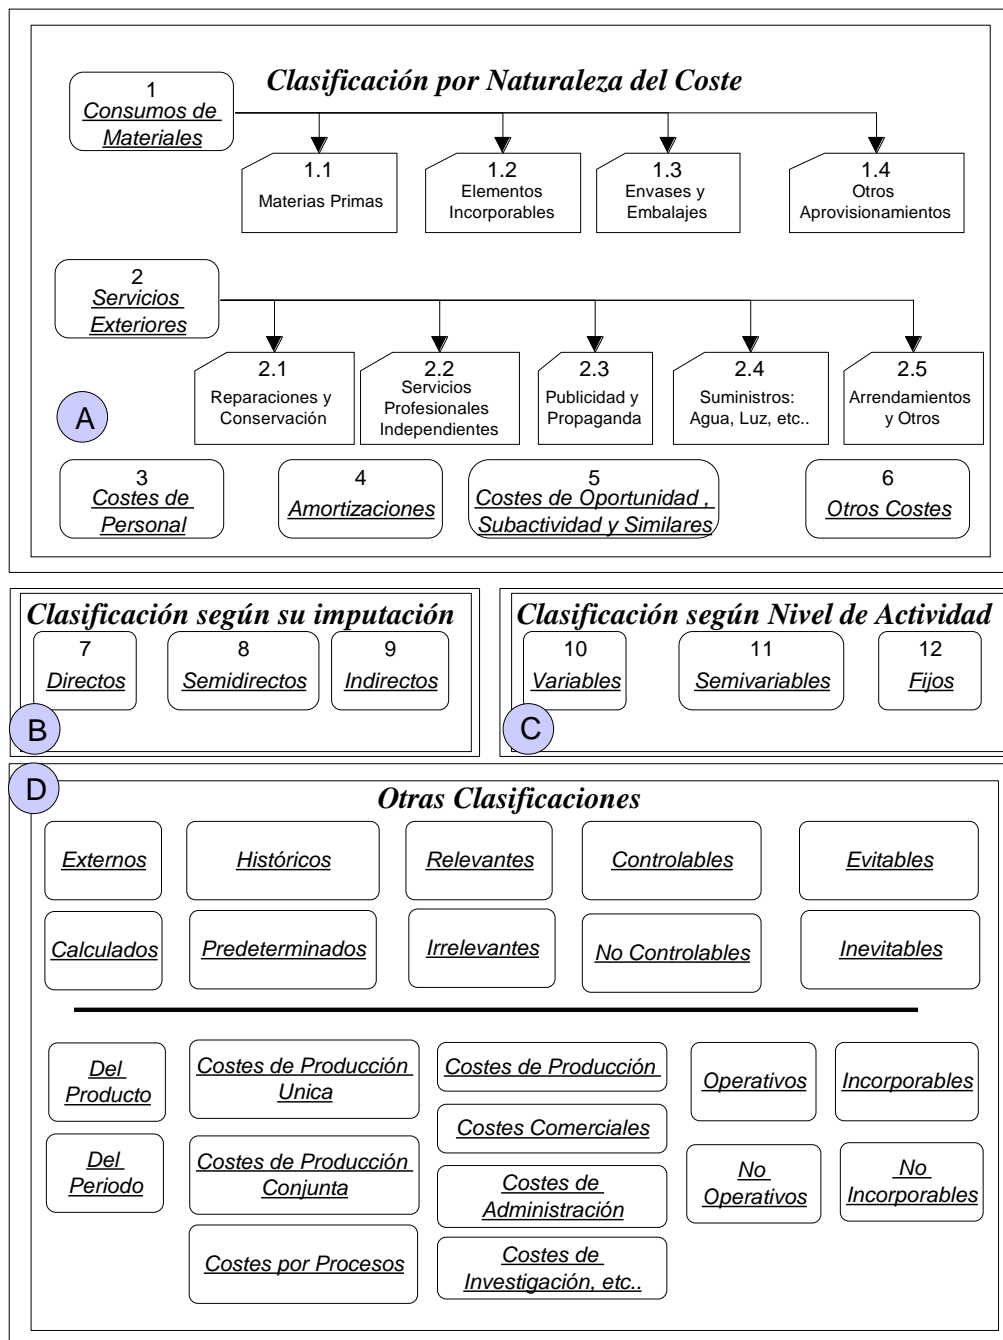 Clasificación por Naturaleza del Coste
1
Consumos de
Materiales
1.1
Materias Primas
1.2
Elementos
Incorporables
1.3
Envases y
Embalajes
1.4
Otros
Aprovisionamientos
2
Servicios
Exteriores
2.1
Reparaciones y
Conservación
2.2
Servicios
Profesionales
Independientes
2.3
Publicidad y
Propaganda
2.4
Suministros:
Agua, Luz, etc..
2.5
Arrendamientos
y Otros
A
3
Costes de
Personal
4
Amortizaciones
5
Costes de Oportunidad ,
Subactividad y Similares
6
Otros Costes
Clasificación según su imputación
7
Directos
8
Semidirectos
9
Indirectos
B
Clasificación según Nivel de Actividad
10
Variables
11
Semivariables
12
Fijos
C
D
Otras Clasificaciones
Externos
Históricos
Relevantes
Controlables
Evitables
Calculados
Predeterminados
Irrelevantes
No Controlables
Inevitables
Del
Producto
Costes de Producción
Unica
Costes de Producción
Operativos
Incorporables
Costes Comerciales
Del
Periodo
Costes de Producción
Conjunta
Costes de
Administración
No
Operativos
No
Incorporables
Costes por Procesos
Costes de
Investigación, etc..